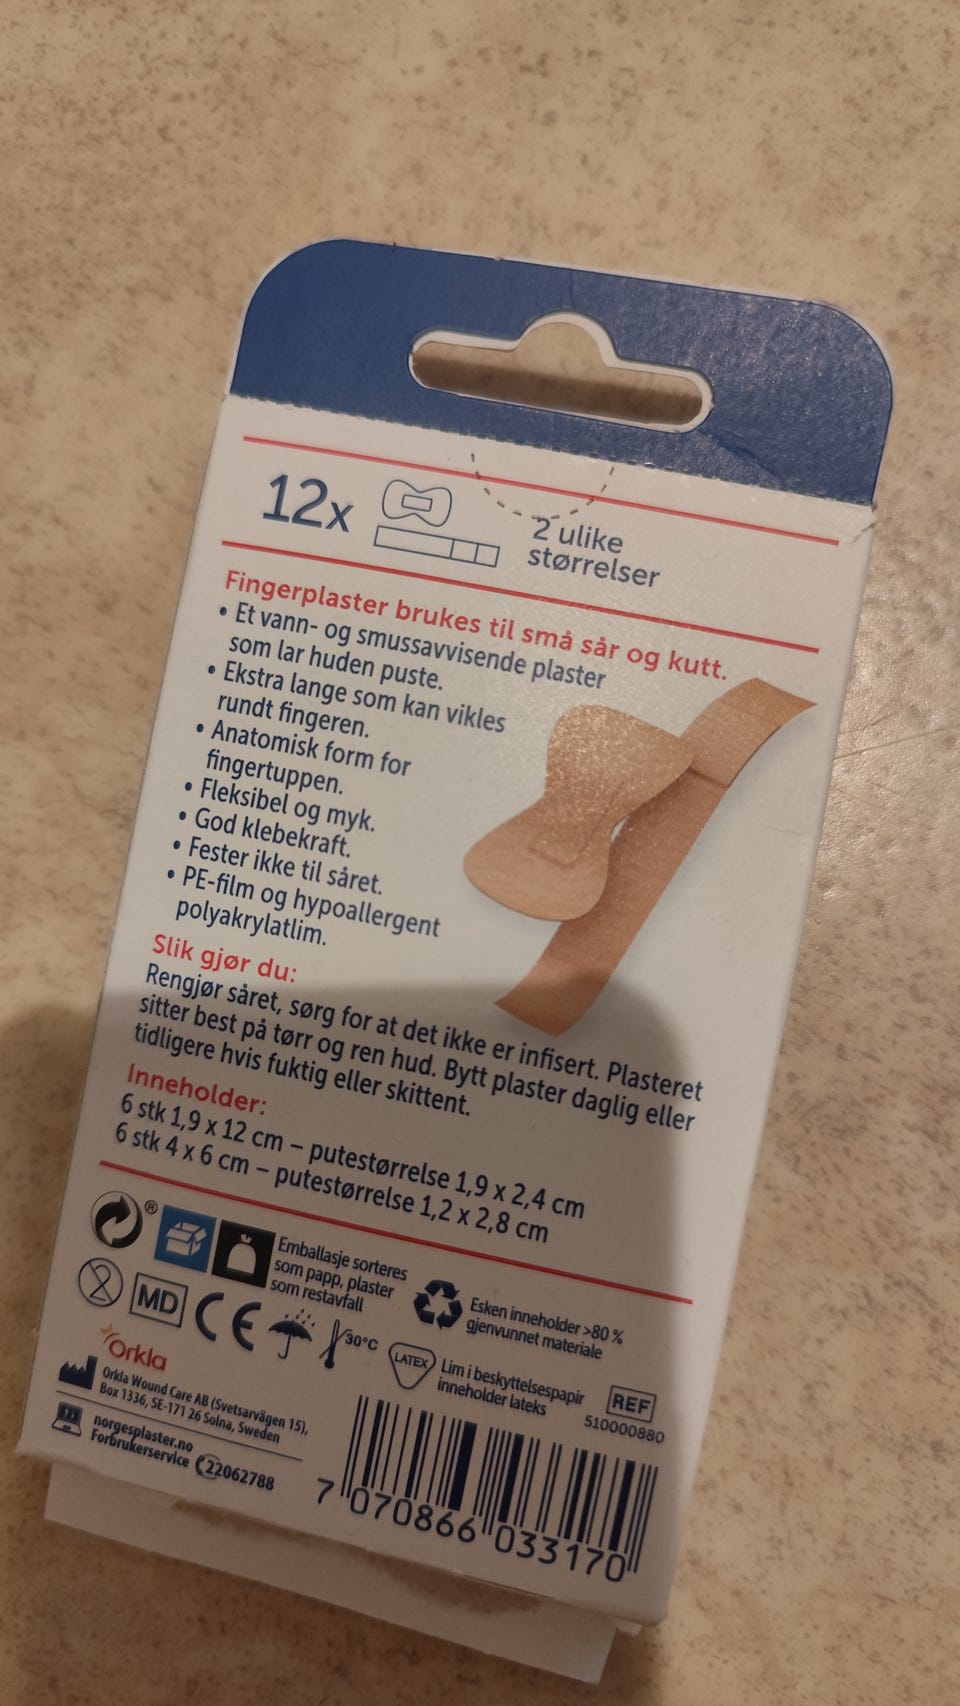 12x
2 ulike
størrelser
Fingerplaster brukes til små sår og kutt.
• Et vann- og smussavvisende plaster
som lar huden puste.
• Ekstra lange som kan vikles
rundt fingeren.
• Anatomisk form for
fingertuppen.
• Fleksibel og myk.
• God klebekraft.
• Fester ikke til såret.
• PE-film og hypoallergent
polyakrylatlim.
Slik gjør du:
Rengjør såret, sørg for at det ikke er infisert. Plasteret
sitter best på tørr og ren hud. Bytt plaster daglig eller
tidligere hvis fuktig eller skittent.
Inneholder:
6 stk 1,9 x 12 cm – putestørrelse 1,9 x 2,4 cm
6 stk 4 x 6 cm – putestørrelse 1,2 x 2,8 cm
®
Emballasje sorteres
som papp, plaster
som restavfall
Esken inneholder >80 %
gjenvunnet materiale
2
MD
CE
30°C
LATEX
Lim i beskyttelsespapir
inneholder lateks
REF
510000880
Orkla
Orkla Wound Care AB (Svetsarvägen 15),
Box 1336, SE-171 26 Solna, Sweden
norgesplaster.no
Forbrukerservice 22062788
7 070866 033170